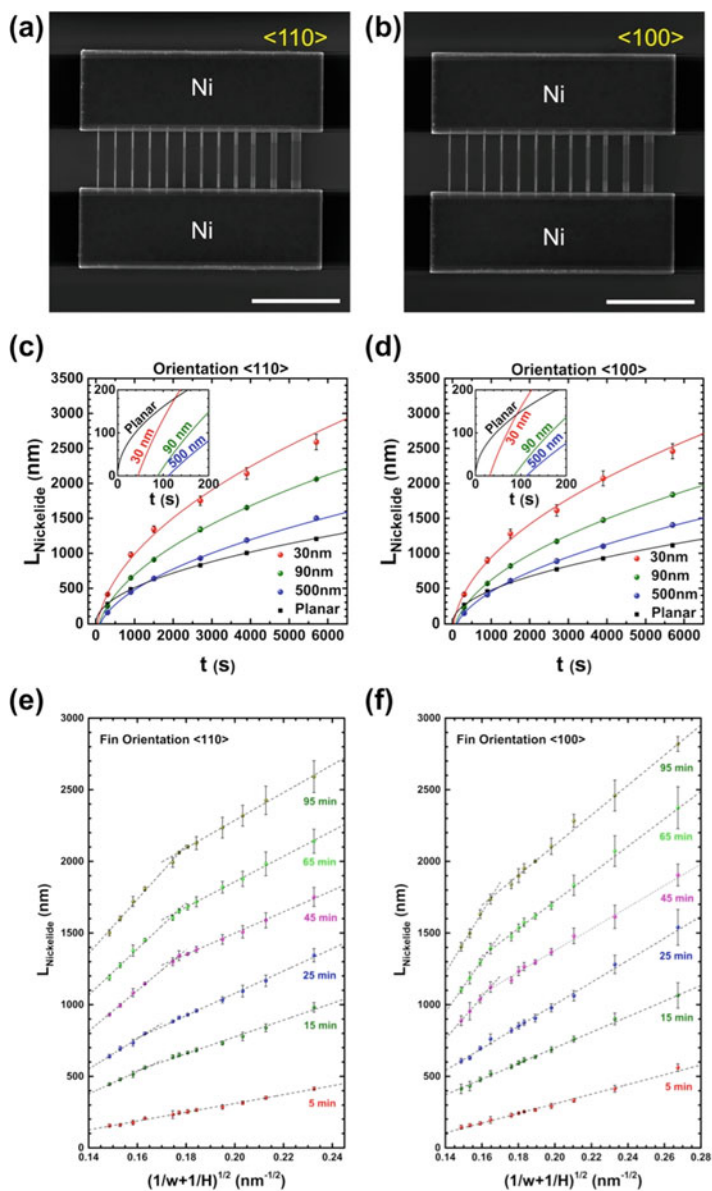 (a)
<110>
Ni
Ni
(b)
<100>
Ni
Ni
(c)
Orientation <110>
L_Nickelide (nm)
3500
3000
2500
2000
1500
1000
500
0
200
100
0
Planar
30 nm
90 nm
500 nm
0 100 200
t (s)
30nm
90nm
500nm
Planar
0 1000 2000 3000 4000 5000 6000
t (s)
(d)
Orientation <100>
L_Nickelide (nm)
3500
3000
2500
2000
1500
1000
500
0
200
100
0
Planar
30 nm
90 nm
500 nm
0 100 200
t (s)
30nm
90nm
500nm
Planar
0 1000 2000 3000 4000 5000 6000
t (s)
(e)
Fin Orientation <110>
L_Nickelide (nm)
3000
2500
2000
1500
1000
500
0
95 min
65 min
45 min
25 min
15 min
5 min
0.14 0.16 0.18 0.20 0.22 0.24
(1/w+1/H)^1/2 (nm^-1/2)
(f)
Fin Orientation <100>
L_Nickelide (nm)
3000
2500
2000
1500
1000
500
0
95 min
65 min
45 min
25 min
15 min
5 min
0.14 0.16 0.18 0.20 0.22 0.24 0.26 0.28
(1/w+1/H)^1/2 (nm^-1/2)